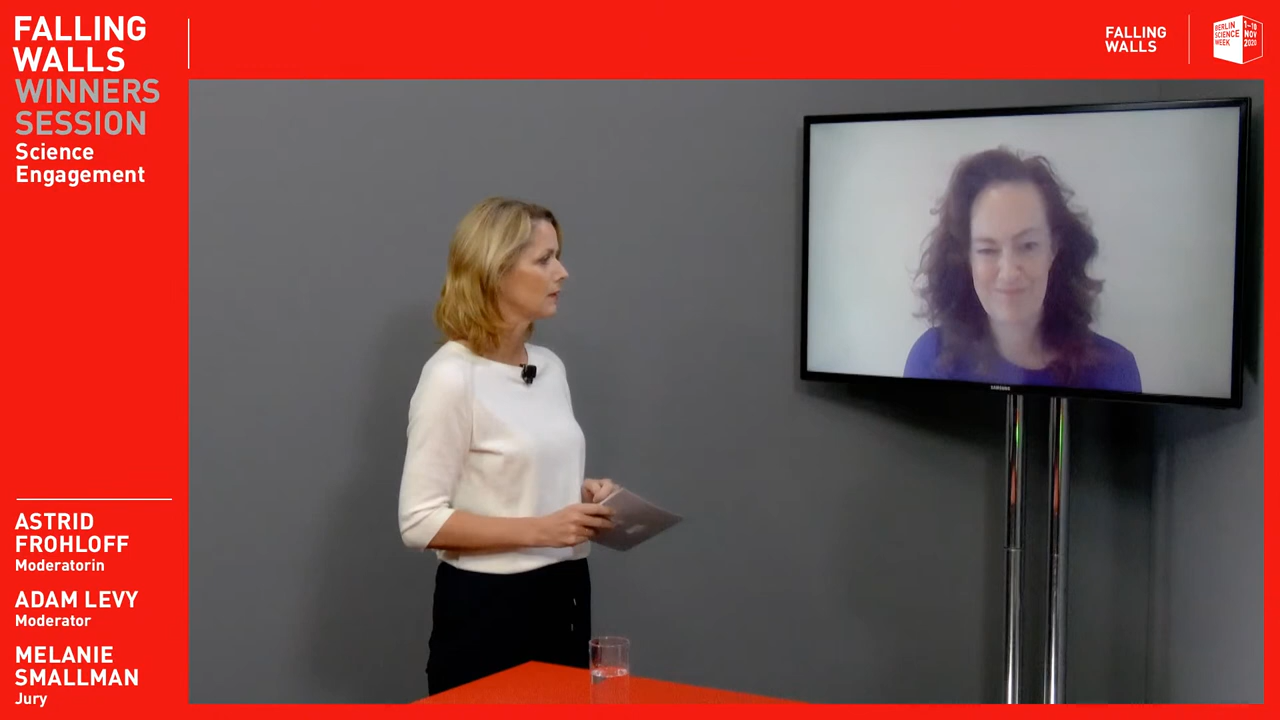 FALLING
WALLS
WINNERS
SESSION
Science
Engagement
FALLING
WALLS
BERLIN
SCIENCE
WEEK
1–10
NOV
2020
SAMSUNG
ASTRID
FROHLOFF
Moderatorin
ADAM LEVY
Moderator
MELANIE
SMALLMAN
Jury